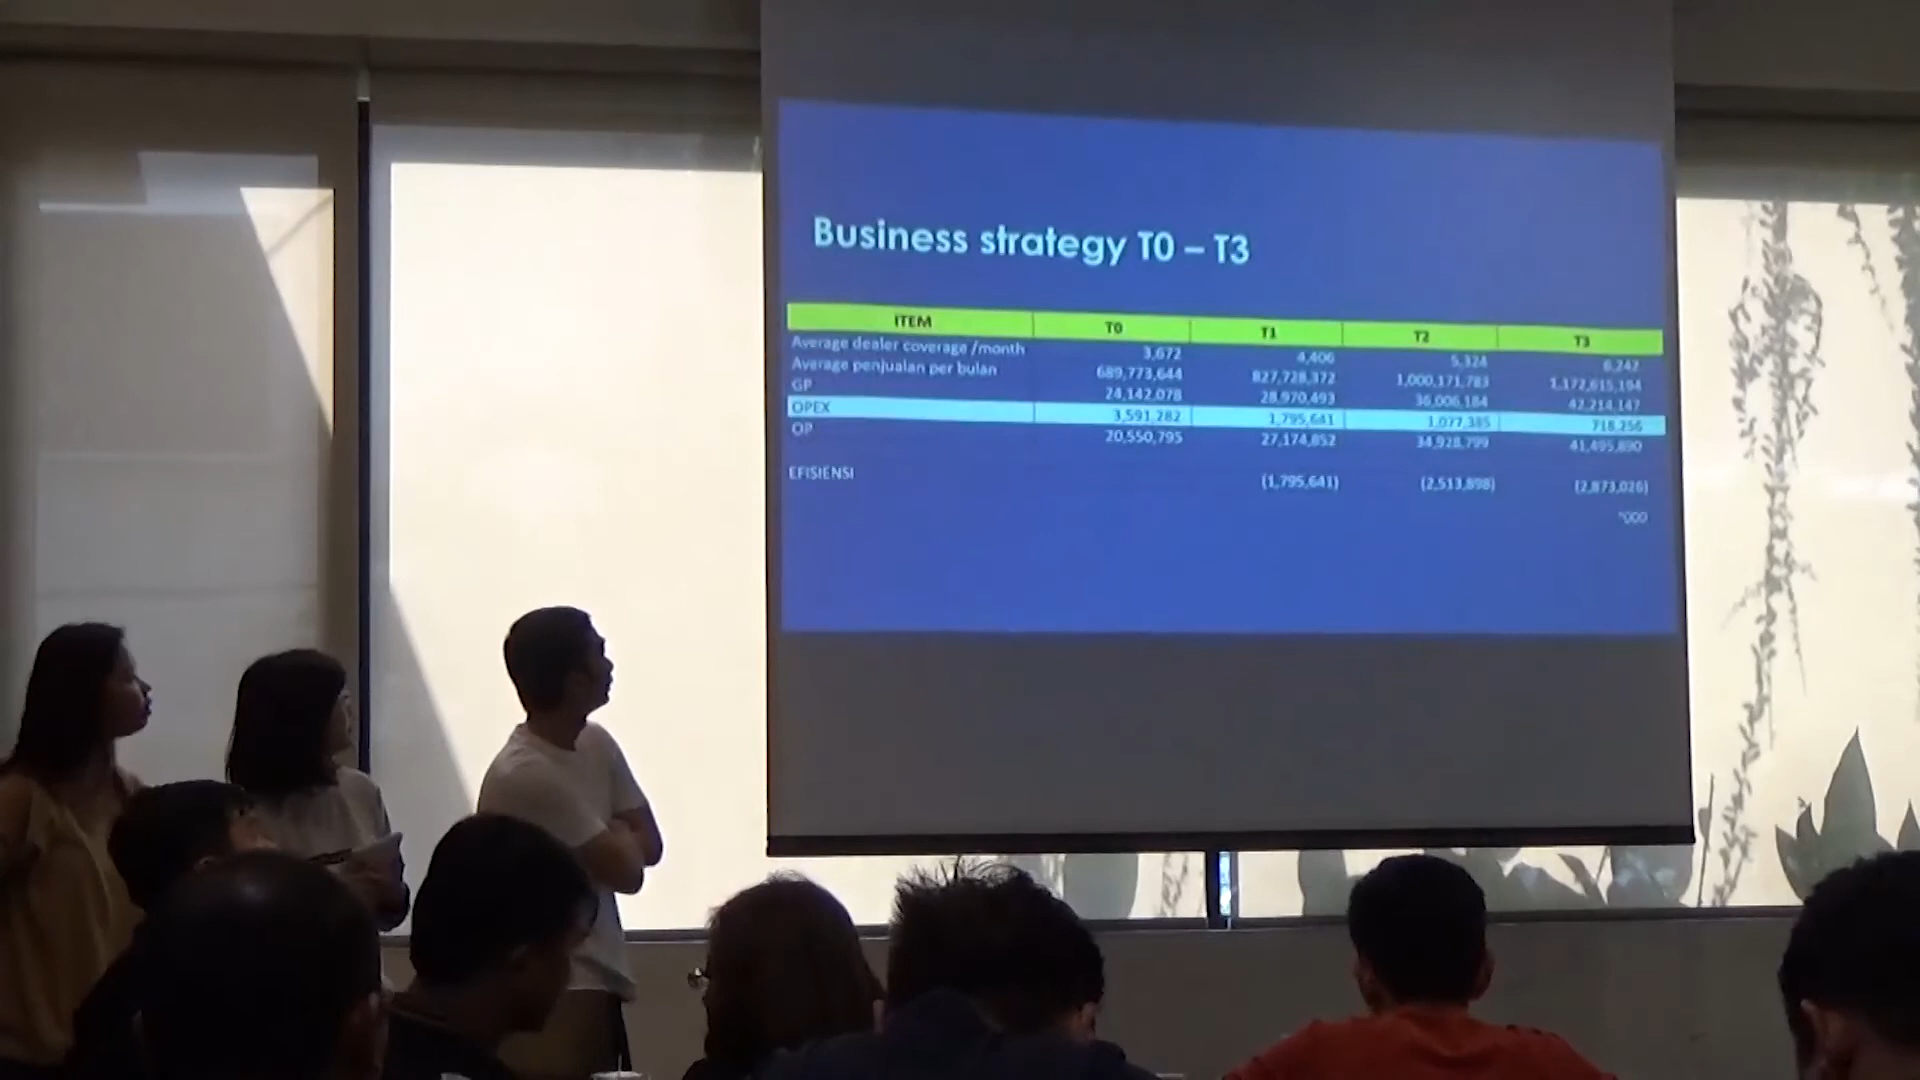 Business strategy T0 – T3
ITEM T0 T1 T2 T3
Average dealer coverage /month 3,672 4,406 5,324 6,242
Average penjualan per bulan 689,773,644 827,728,372 1,000,171,783 1,172,615,194
GP 24,142,078 28,970,493 36,006,184 42,214,147
OPEX 3,591,282 1,795,641 1,077,385 718,256
OP 20,550,795 27,174,852 34,928,799 41,495,890
EFISIENSI (1,795,641) (2,513,898) (2,873,026)
*000